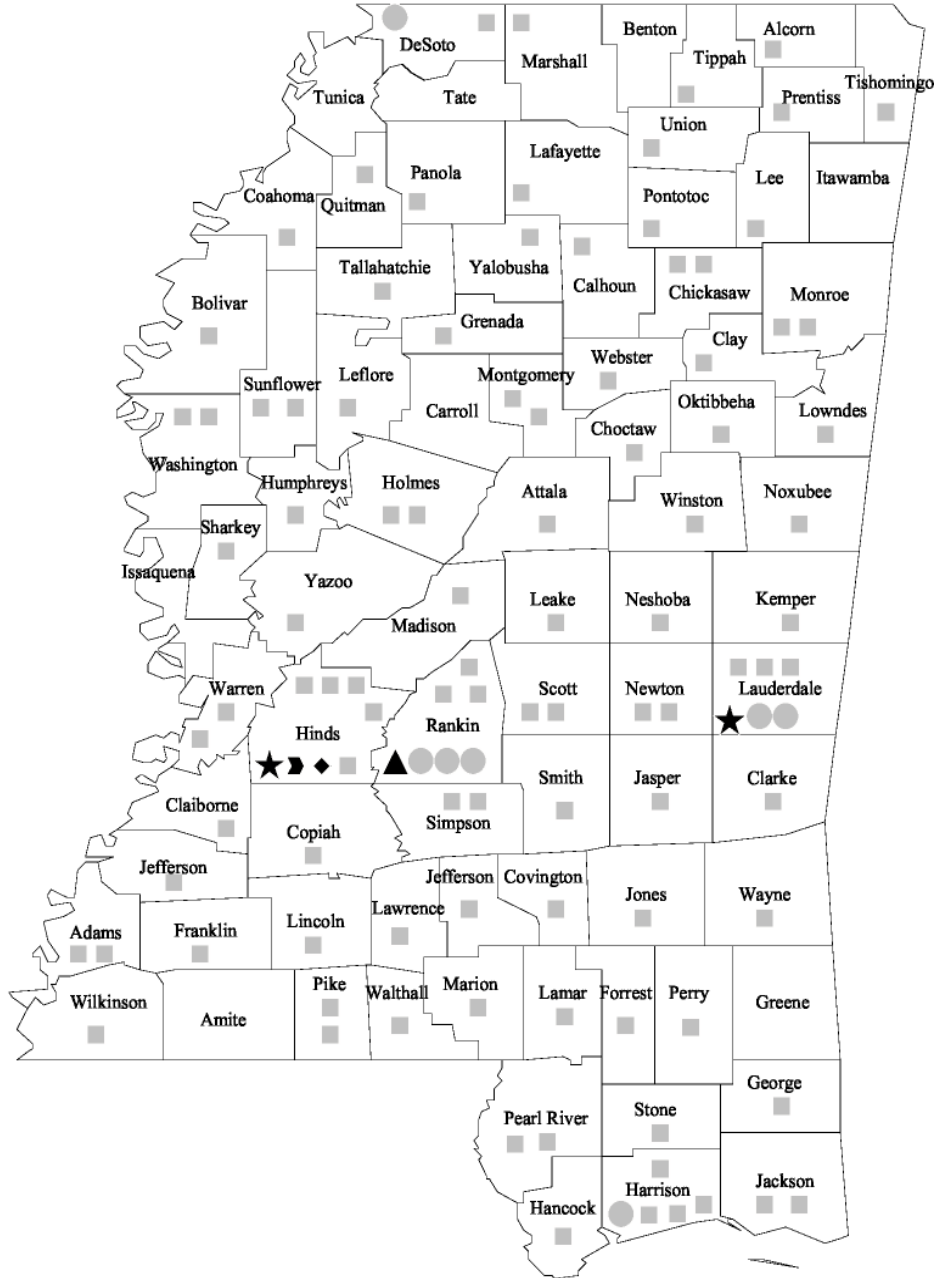 Benton
Alcorn
DeSoto
Marshall
Tippah
Tishomingo
Tunica
Tate
Prentiss
Union
Lafayette
Panola
Lee
Itawamba
Coahoma
Quitman
Pontotoc
Tallahatchie
Yalobusha
Calhoun
Chickasaw
Monroe
Bolivar
Grenada
Clay
Webster
Sunflower
Leflore
Montgomery
Carroll
Oktibbeha
Lowndes
Choctaw
Washington
Humphreys
Holmes
Attala
Winston
Noxubee
Sharkey
Issaquena
Yazoo
Leake
Neshoba
Kemper
Madison
Warren
Scott
Newton
Lauderdale
Hinds
Rankin
Smith
Jasper
Clarke
Claiborne
Copiah
Simpson
Jefferson
Jefferson
Covington
Jones
Wayne
Lawrence
Adams
Franklin
Lincoln
Pike
Walthall
Marion
Lamar
Forrest
Perry
Greene
Wilkinson
Amite
George
Pearl River
Stone
Harrison
Jackson
Hancock